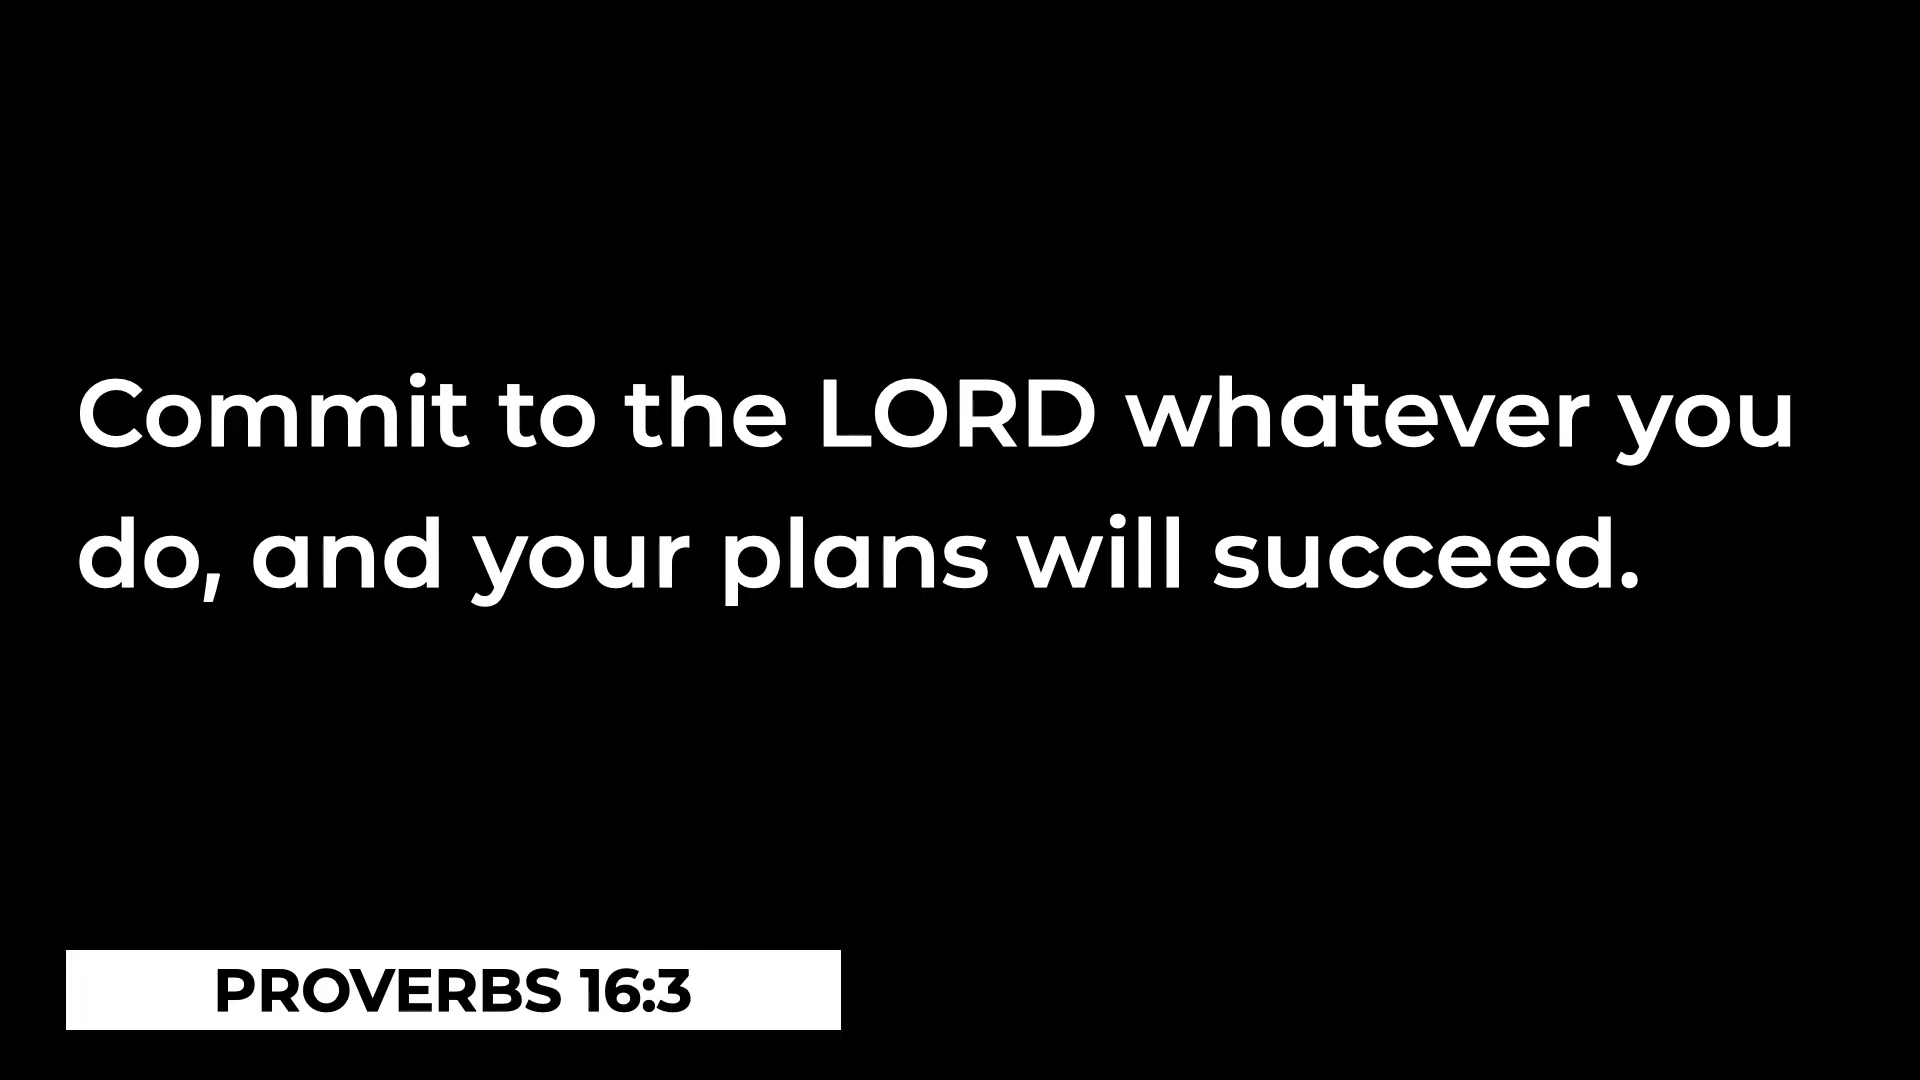 Commit to the LORD whatever you
do, and your plans will succeed.
PROVERBS 16:3